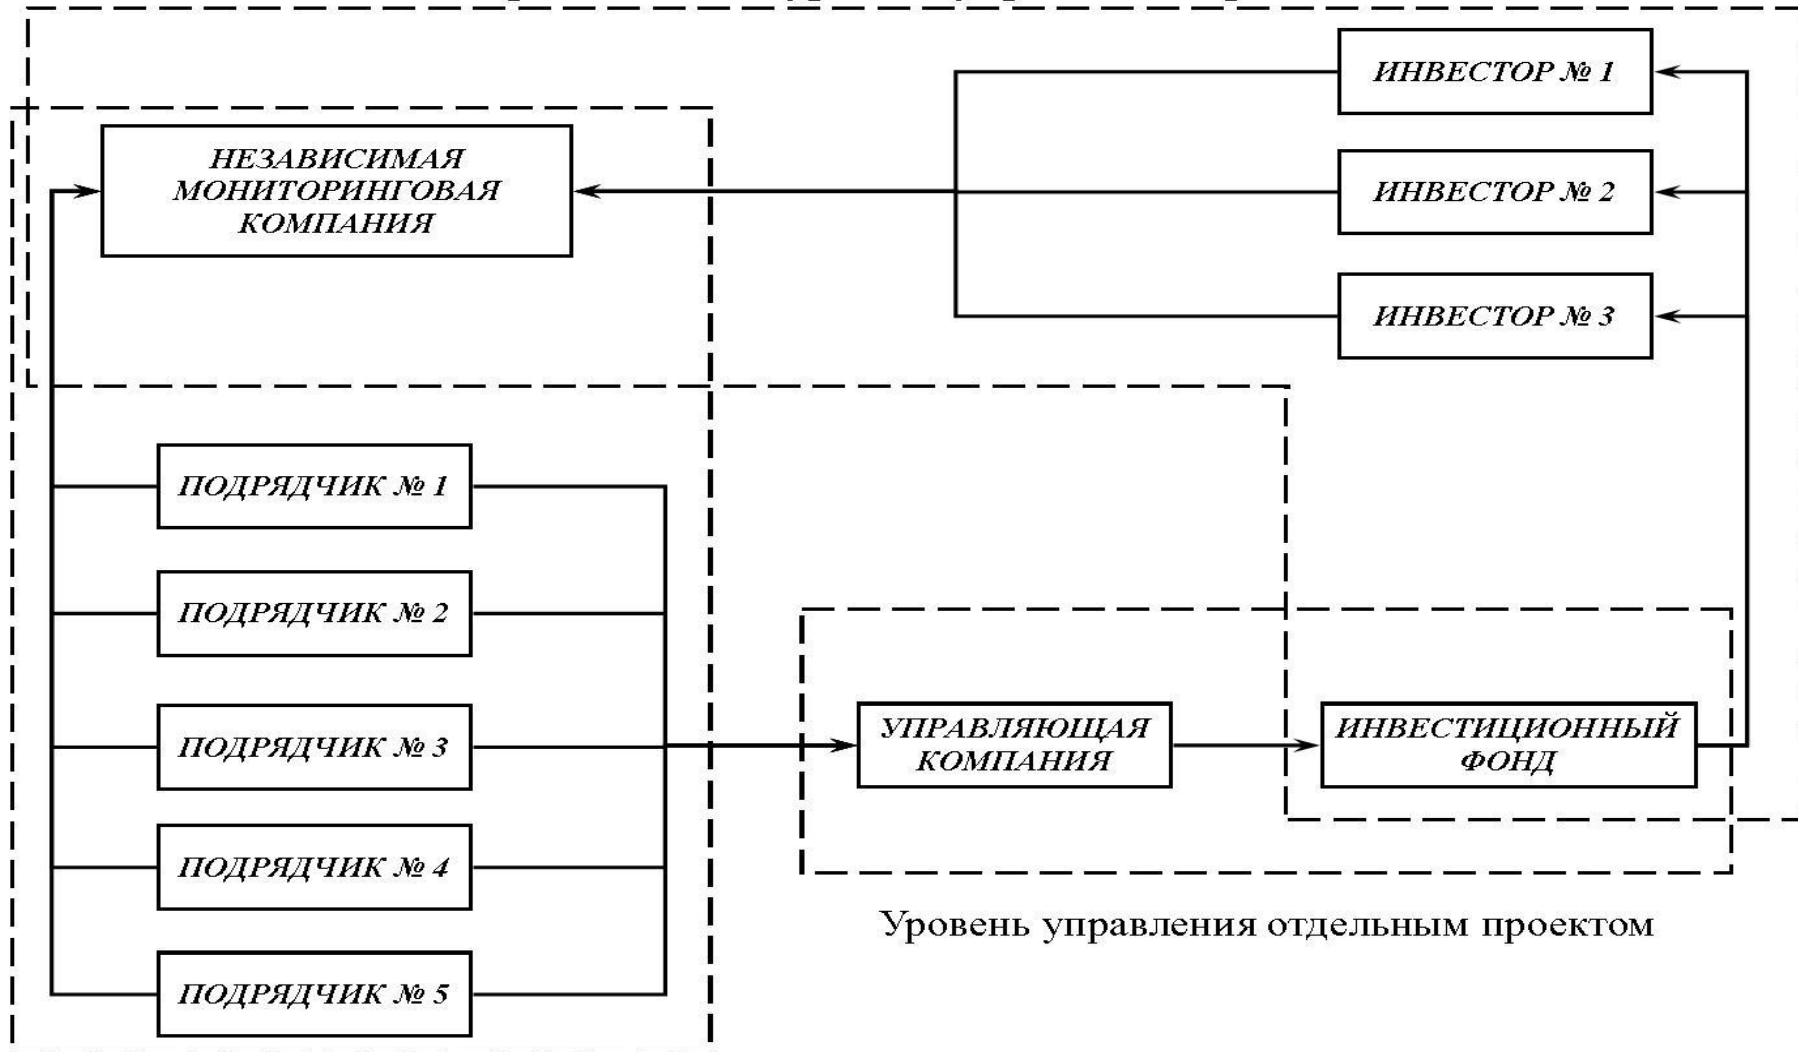 ИНВЕСТОР № 1
НЕЗАВИСИМАЯ
МОНИТОРИНГОВАЯ
КОМПАНИЯ
ИНВЕСТОР № 2
ИНВЕСТОР № 3
ПОДРЯДЧИК № 1
ПОДРЯДЧИК № 2
ПОДРЯДЧИК № 3
УПРАВЛЯЮЩАЯ
КОМПАНИЯ
ИНВЕСТИЦИОННЫЙ
ФОНД
ПОДРЯДЧИК № 4
Уровень управления отдельным проектом
ПОДРЯДЧИК № 5